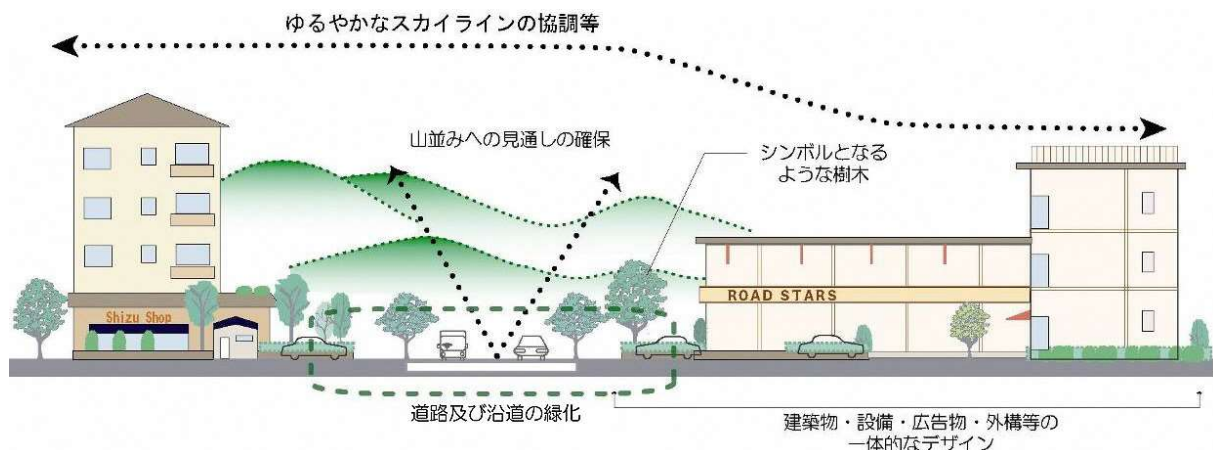 ゆるやかなスカイラインの協調等
山並みへの見通しの確保
シンボルとなる
ような樹木
ROAD STARS
Shizu Shop
道路及び沿道の緑化
建築物・設備・広告物・外構等の
一体的なデザイン